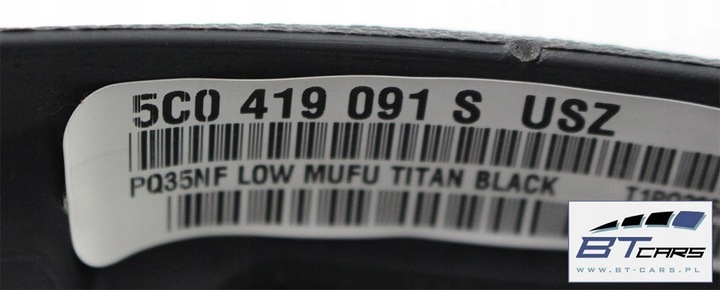 5C0 419 091 S USZ
PQ35NF LOW MUFU TITAN BLACK
BT CARS
WWW.BT-CARS.PL